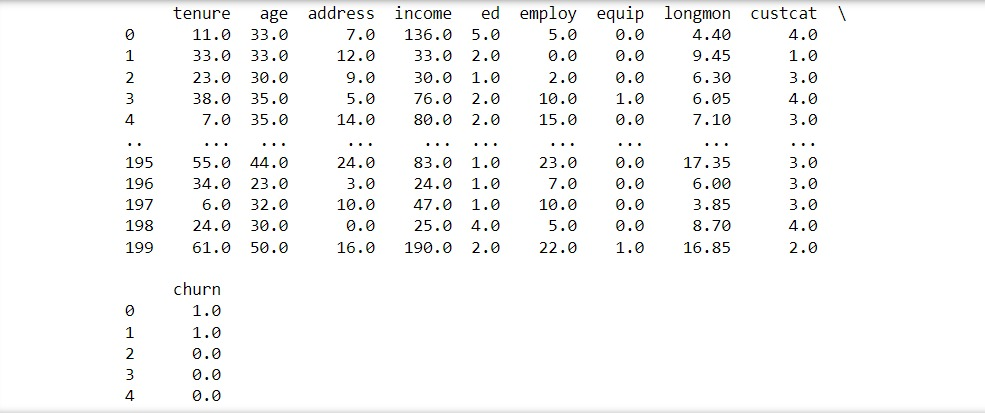 tenure age address income ed employ equip longmon custcat \
0 11.0 33.0 7.0 136.0 5.0 5.0 0.0 4.40 4.0
1 33.0 33.0 12.0 33.0 2.0 0.0 0.0 9.45 1.0
2 23.0 30.0 9.0 30.0 1.0 2.0 0.0 6.30 3.0
3 38.0 35.0 5.0 76.0 2.0 10.0 1.0 6.05 4.0
4 7.0 35.0 14.0 80.0 2.0 15.0 0.0 7.10 3.0
.. ... ... ... ... ... ... ... ... ...
195 55.0 44.0 24.0 83.0 1.0 23.0 0.0 17.35 3.0
196 34.0 23.0 3.0 24.0 1.0 7.0 0.0 6.00 3.0
197 6.0 32.0 10.0 47.0 1.0 10.0 0.0 3.85 3.0
198 24.0 30.0 0.0 25.0 4.0 5.0 0.0 8.70 4.0
199 61.0 50.0 16.0 190.0 2.0 22.0 1.0 16.85 2.0
churn
0 1.0
1 1.0
2 0.0
3 0.0
4 0.0